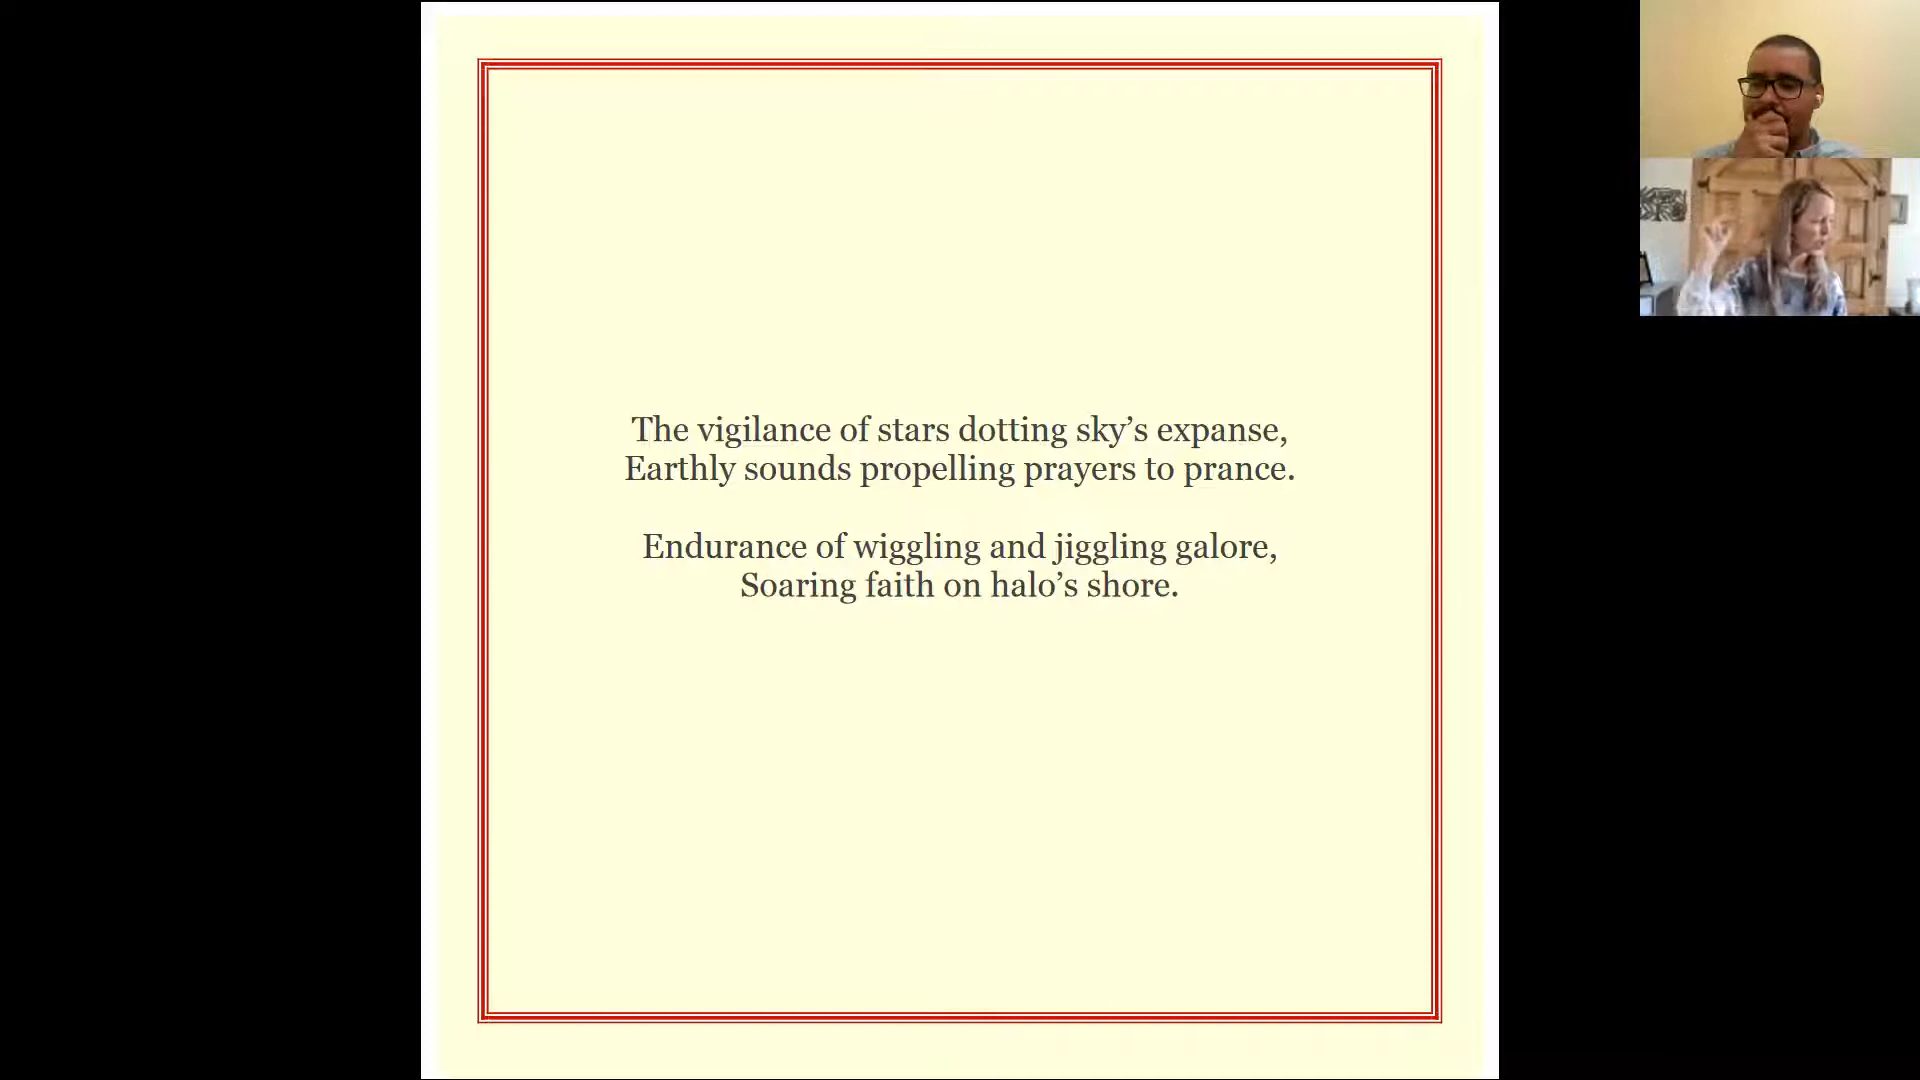 The vigilance of stars dotting sky’s expanse,
Earthly sounds propelling prayers to prance.
Endurance of wiggling and jiggling galore,
Soaring faith on halo’s shore.